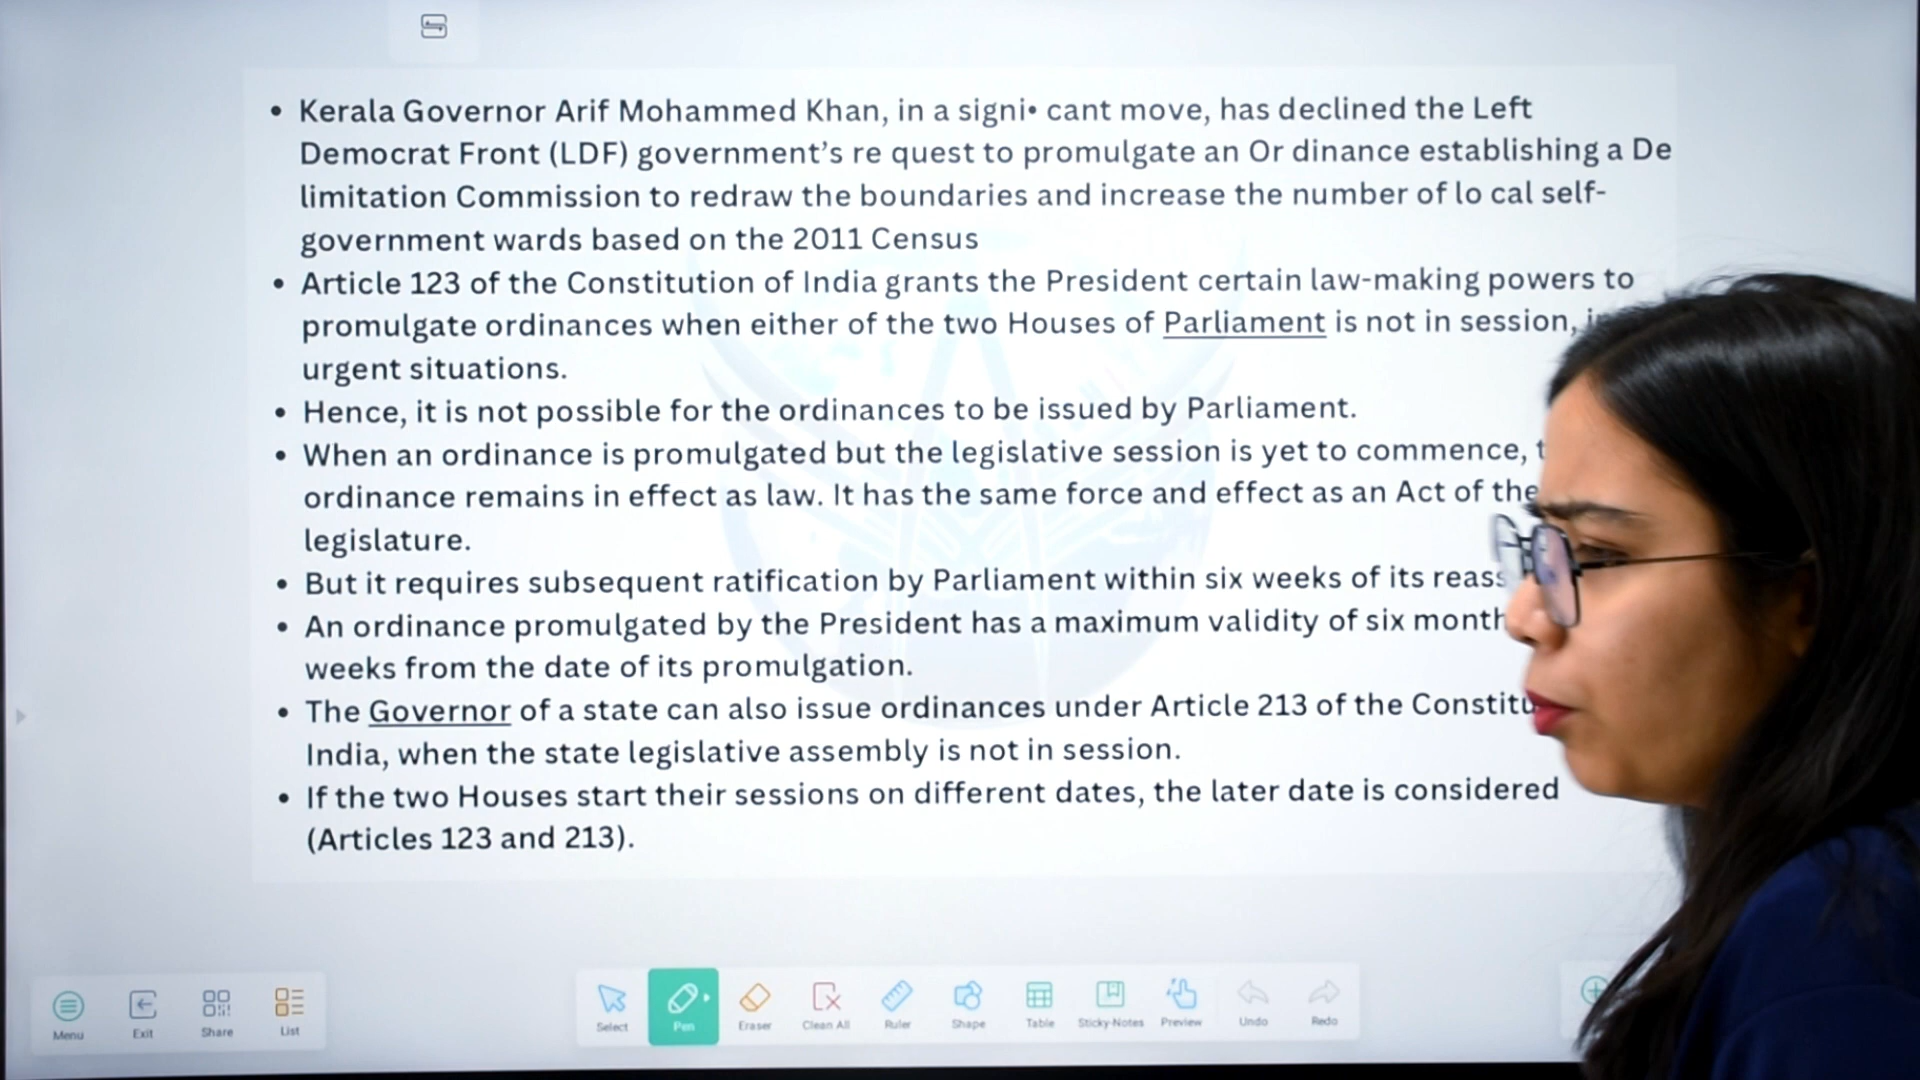 • Kerala Governor Arif Mohammed Khan, in a signi• cant move, has declined the Left
Democrat Front (LDF) government’s re quest to promulgate an Or dinance establishing a De
limitation Commission to redraw the boundaries and increase the number of lo cal self-
government wards based on the 2011 Census
• Article 123 of the Constitution of India grants the President certain law-making powers to
promulgate ordinances when either of the two Houses of Parliament is not in session,
urgent situations.
• Hence, it is not possible for the ordinances to be issued by Parliament.
• When an ordinance is promulgated but the legislative session is yet to commence,
ordinance remains in effect as law. It has the same force and effect as an Act of the
legislature.
• But it requires subsequent ratification by Parliament within six weeks of its
• An ordinance promulgated by the President has a maximum validity of six
weeks from the date of its promulgation.
• The Governor of a state can also issue ordinances under Article 213 of the
India, when the state legislative assembly is not in session.
• If the two Houses start their sessions on different dates, the later date is considered
(Articles 123 and 213).
Menu Exit Share List Select Pen Eraser Clean All Ruler Shape Table Sticky-Notes Preview Undo Redo